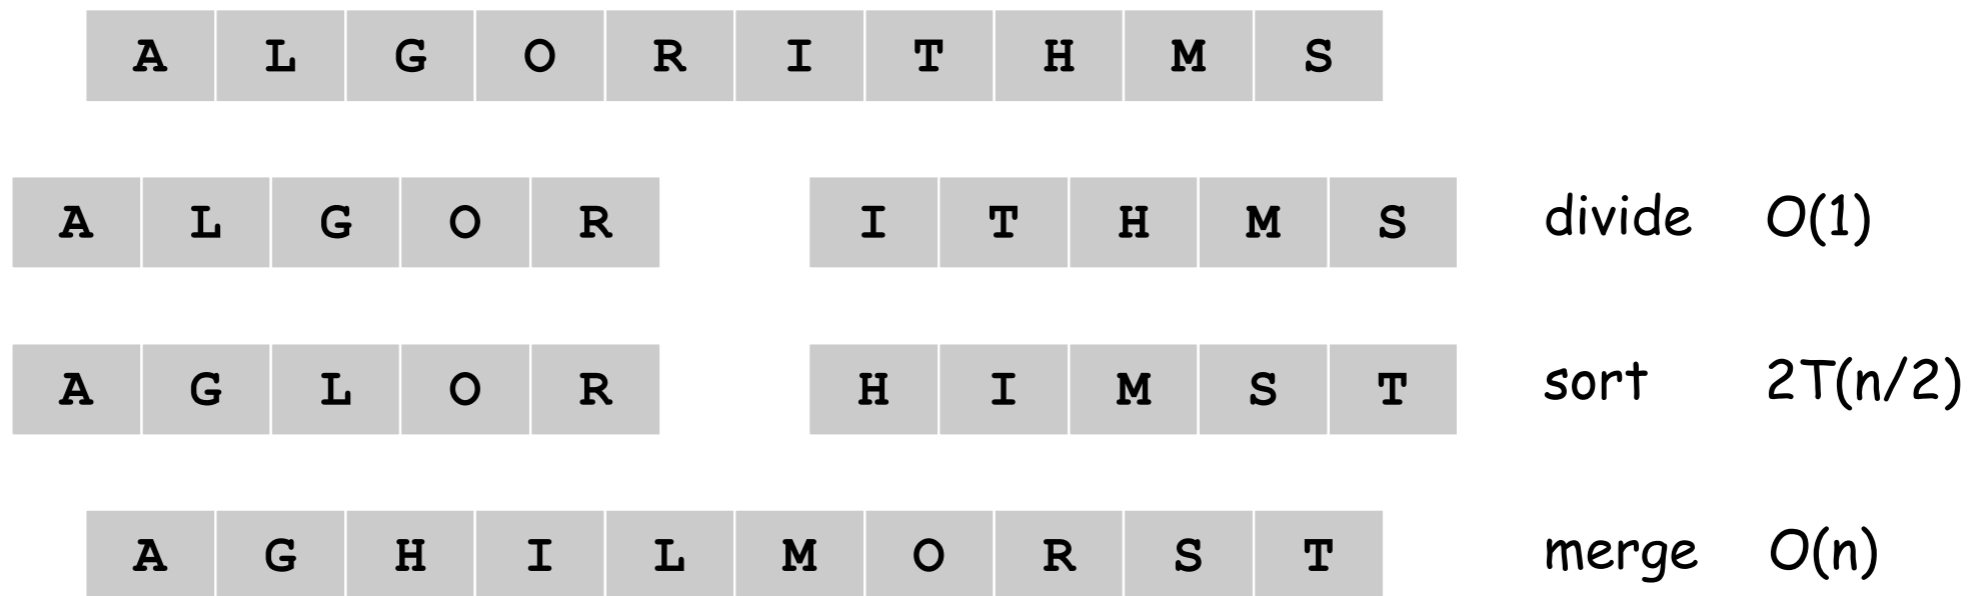 A L G O R I T H M S
A L G O R I T H M S divide O(1)
A G L O R H I M S T sort 2T(n/2)
A G H I L M O R S T merge O(n)